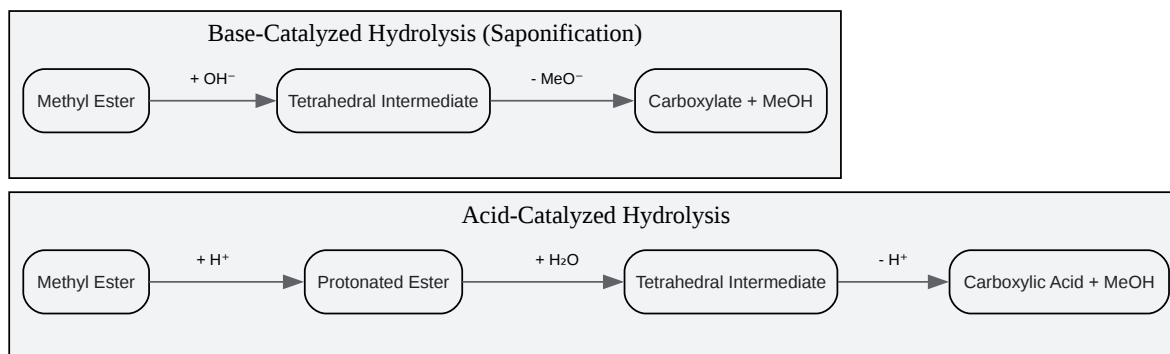 Base-Catalyzed Hydrolysis (Saponification)
+ OH⁻
- MeO⁻
Methyl Ester
Tetrahedral Intermediate
Carboxylate + MeOH
Acid-Catalyzed Hydrolysis
+ H⁺
+ H₂O
- H⁺
Methyl Ester
Protonated Ester
Tetrahedral Intermediate
Carboxylic Acid + MeOH